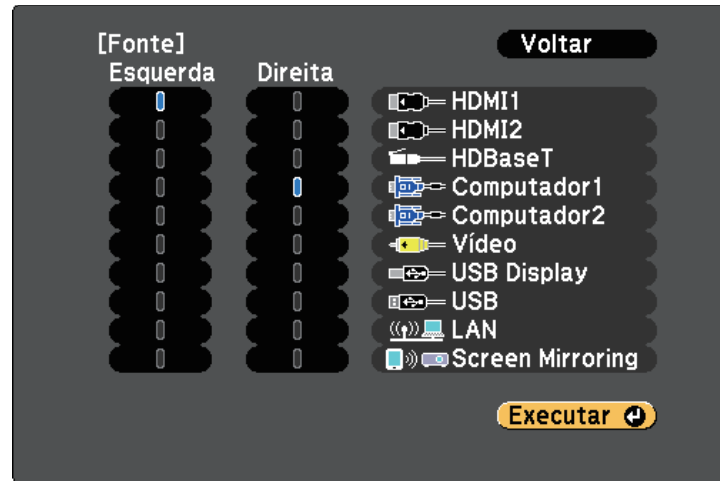 [Fonte]
Voltar
Esquerda Direita
HDMI1
HDMI2
HDBaseT
Computador1
Computador2
Vídeo
USB Display
USB
LAN
Screen Mirroring
Executar